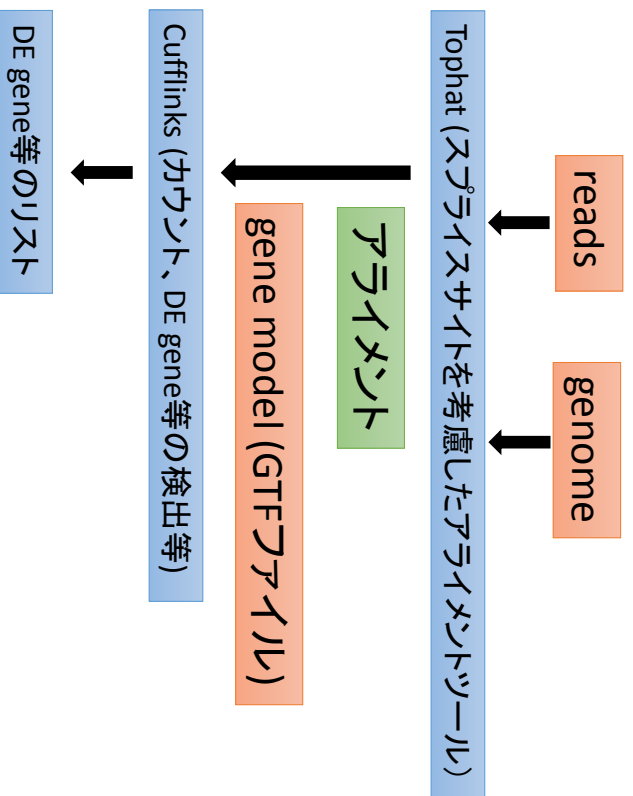 reads
genome
Tophat (スプライスサイトを考慮したアライメントツール)
アライメント
gene model (GTFファイル)
Cufflinks (カウント、DE gene等の検出等)
DE gene等のリスト